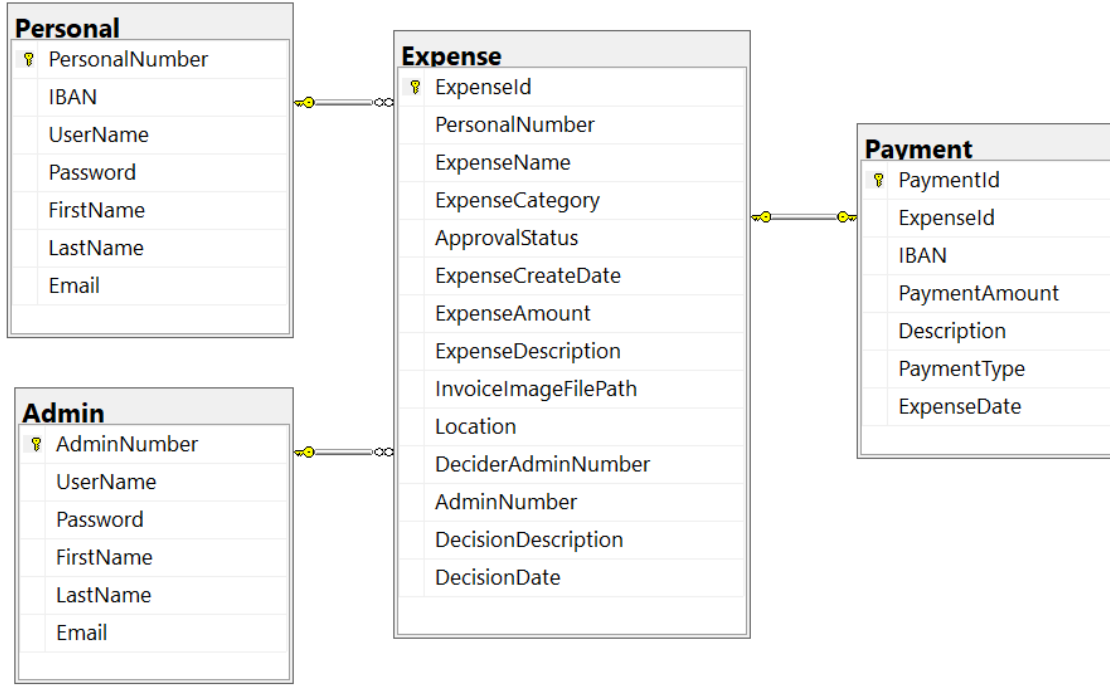 Personal
PersonalNumber
IBAN
UserName
Password
FirstName
LastName
Email
Admin
AdminNumber
UserName
Password
FirstName
LastName
Email
Expense
ExpenseId
PersonalNumber
ExpenseName
ExpenseCategory
ApprovalStatus
ExpenseCreateDate
ExpenseAmount
ExpenseDescription
InvoiceImageFilePath
Location
DeciderAdminNumber
AdminNumber
DecisionDescription
DecisionDate
Payment
PaymentId
ExpenseId
IBAN
PaymentAmount
Description
PaymentType
ExpenseDate